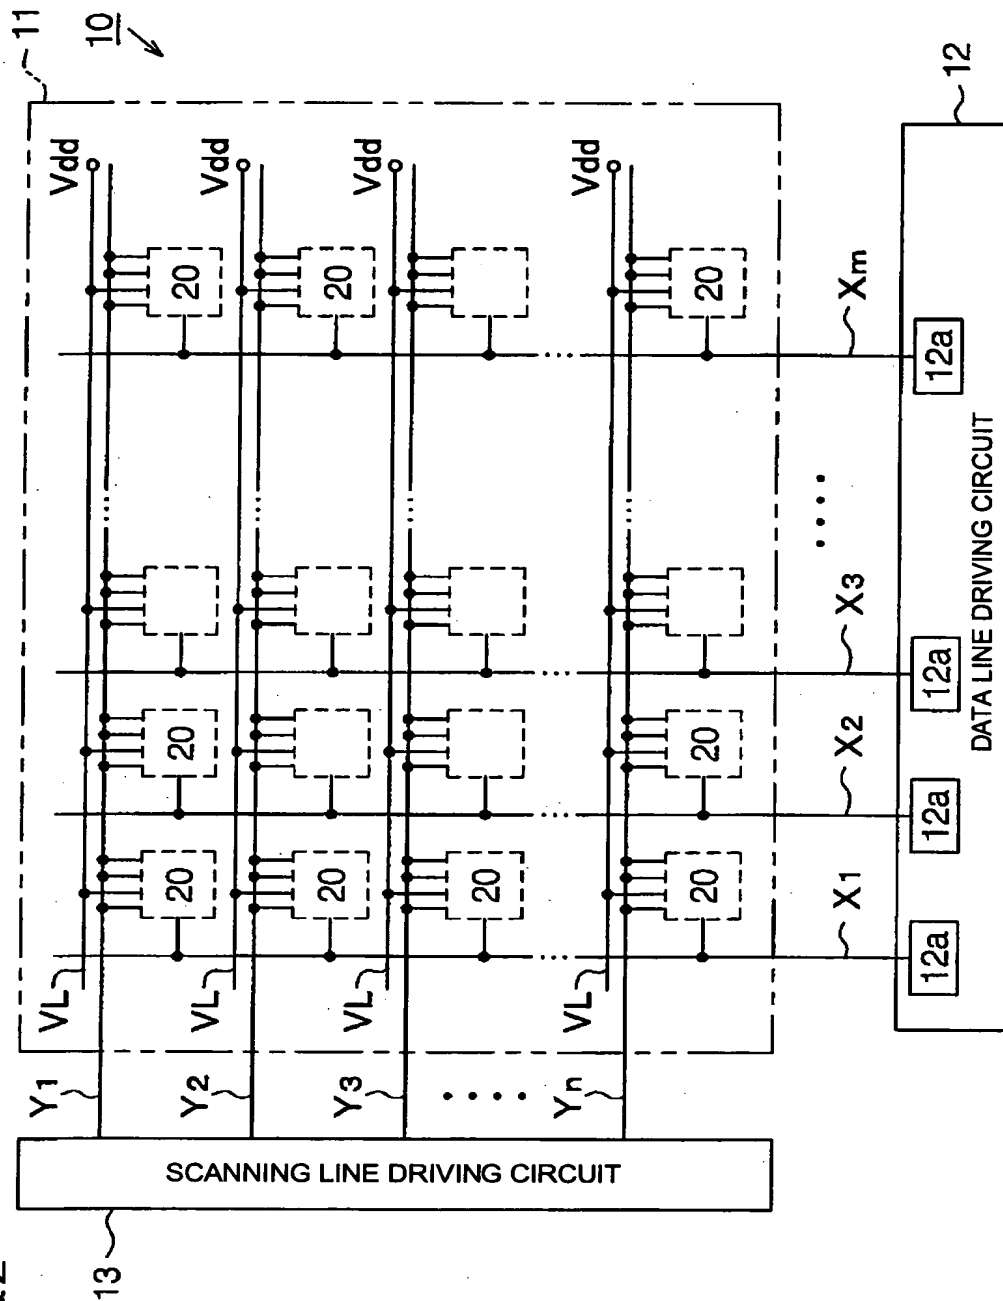 11
10
Y1 VL Vdd
13
20 20 20
Y2 VL Vdd
20 20
Y3 VL Vdd
20
Yn VL Vdd
20 20 20
SCANNING LINE DRIVING CIRCUIT
X1 X2 X3 Xm
12a 12a 12a 12a
12
DATA LINE DRIVING CIRCUIT